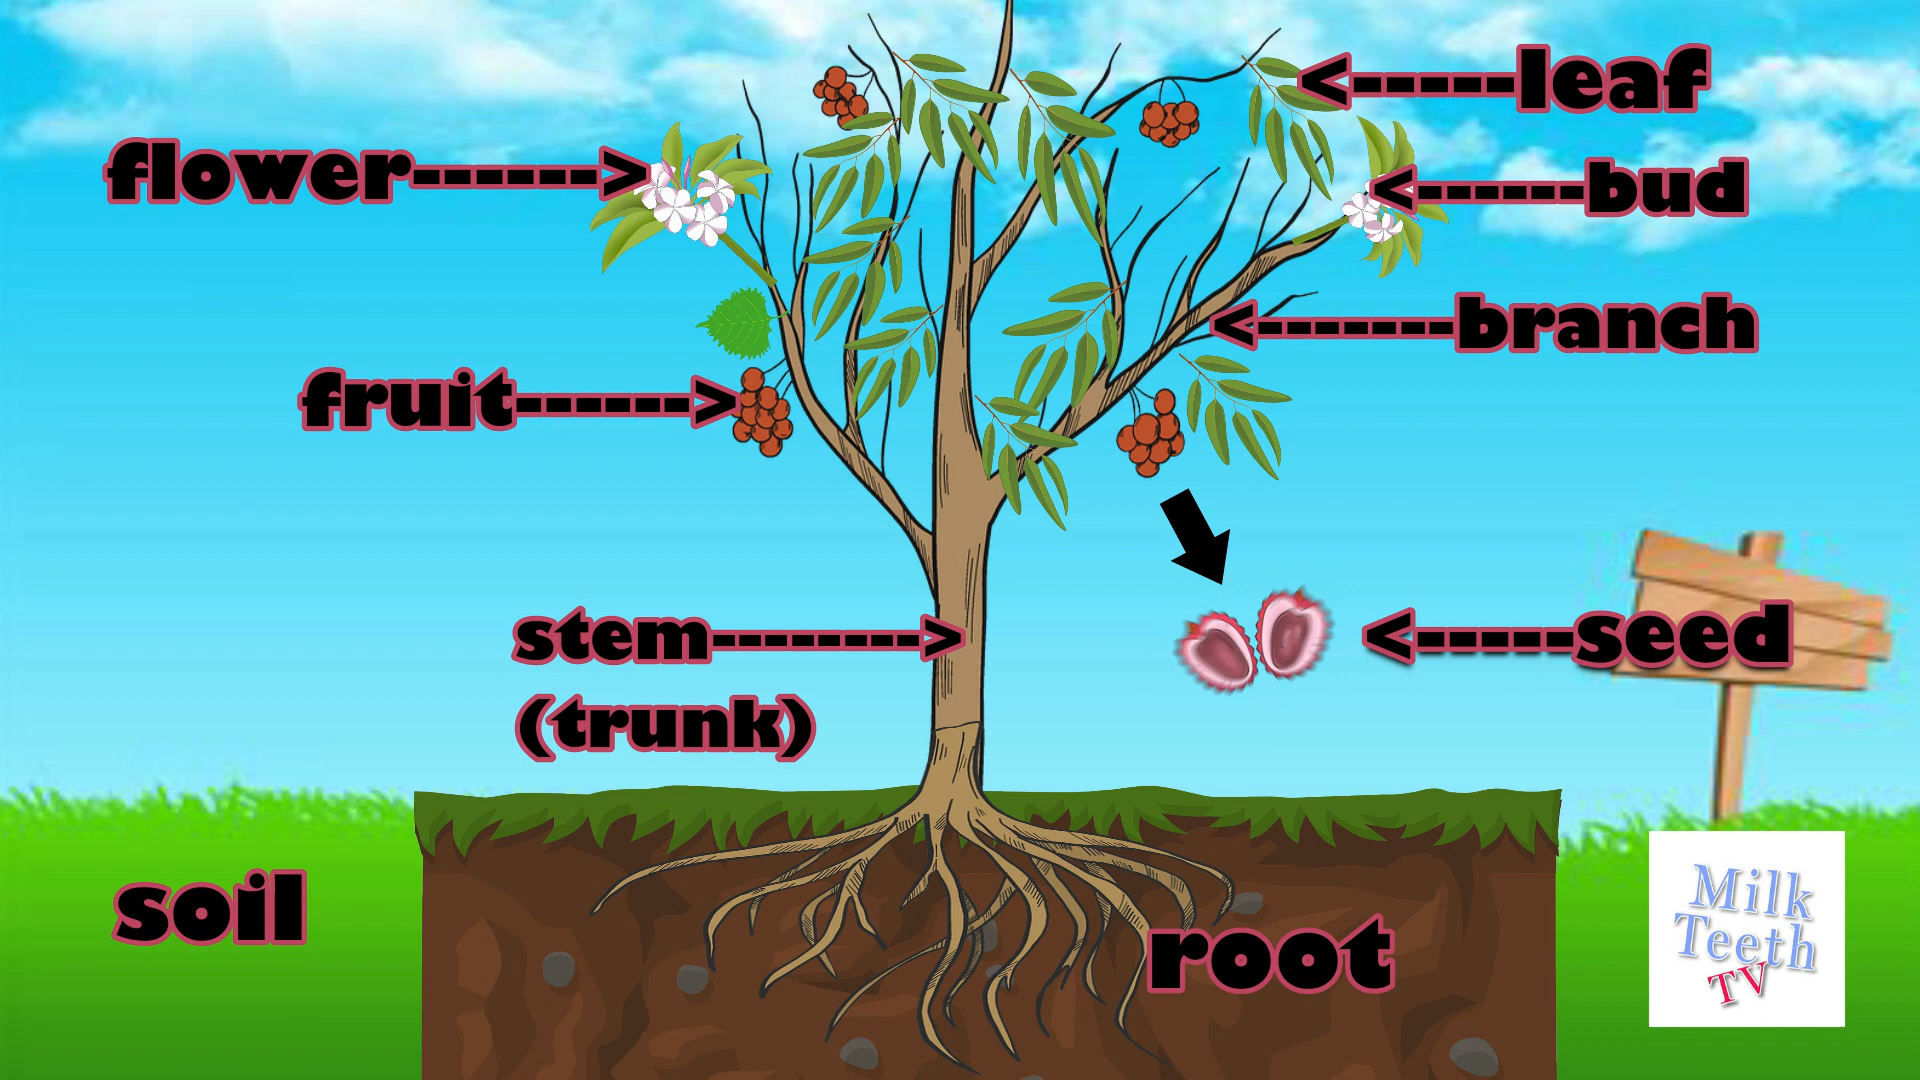 <-----leaf
flower------>
<------bud
<-------branch
fruit------>
stem-------->
(trunk)
<-----seed
soil
root
Milk
Teeth
TV